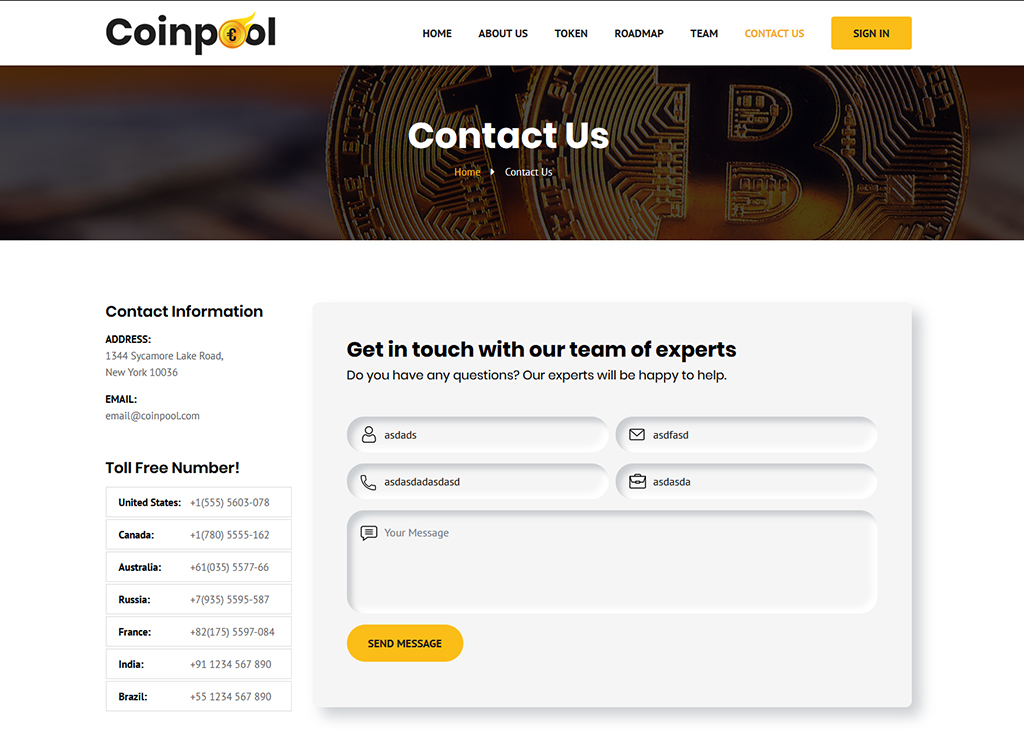 Coinpool
HOME
ABOUT US
TOKEN
ROADMAP
TEAM
CONTACT US
SIGN IN
Contact Us
Home
Contact Us
Contact Information
ADDRESS:
1344 Sycamore Lake Road,
New York 10036
EMAIL:
email@coinpool.com
Toll Free Number!
United States: +1(555) 5603-078
Canada: +1(780) 5555-162
Australia: +61(035) 5577-66
Russia: +7(935) 5595-587
France: +82(175) 5597-084
India: +91 1234 567 890
Brazil: +55 1234 567 890
Get in touch with our team of experts
Do you have any questions? Our experts will be happy to help.
asdads
asdfasd
asdasdadasdasd
asdasda
Your Message
SEND MESSAGE